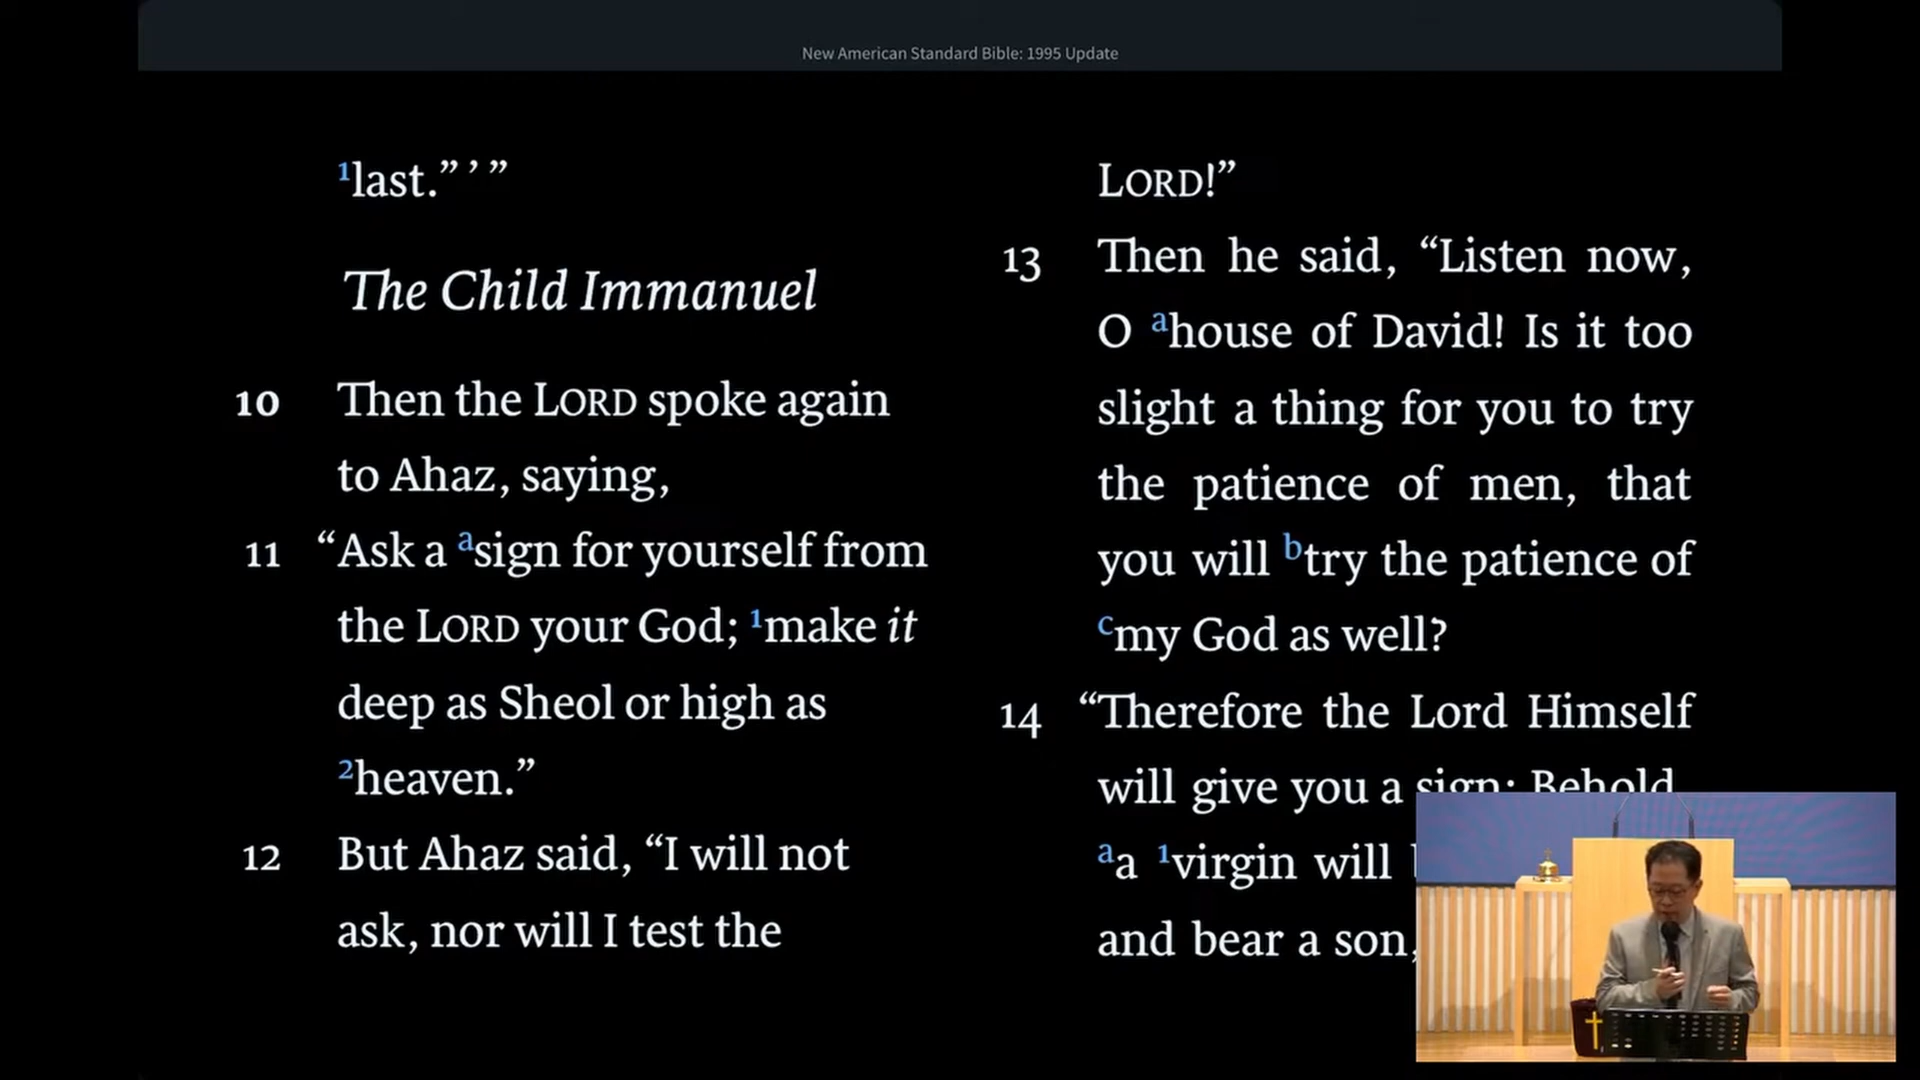 New American Standard Bible: 1995 Update
¹last.” ’ ”
The Child Immanuel
10 Then the LORD spoke again
to Ahaz, saying,
11 “Ask a ᵃsign for yourself from
the LORD your God; ¹make it
deep as Sheol or high as
²heaven.”
12 But Ahaz said, “I will not
ask, nor will I test the
LORD!”
13 Then he said, “Listen now,
O ᵃhouse of David! Is it too
slight a thing for you to try
the patience of men, that
you will ᵇtry the patience of
ᶜmy God as well?
14 “Therefore the Lord Himself
will give you a sign: Behold
ᵃa ¹virgin will
and bear a son,